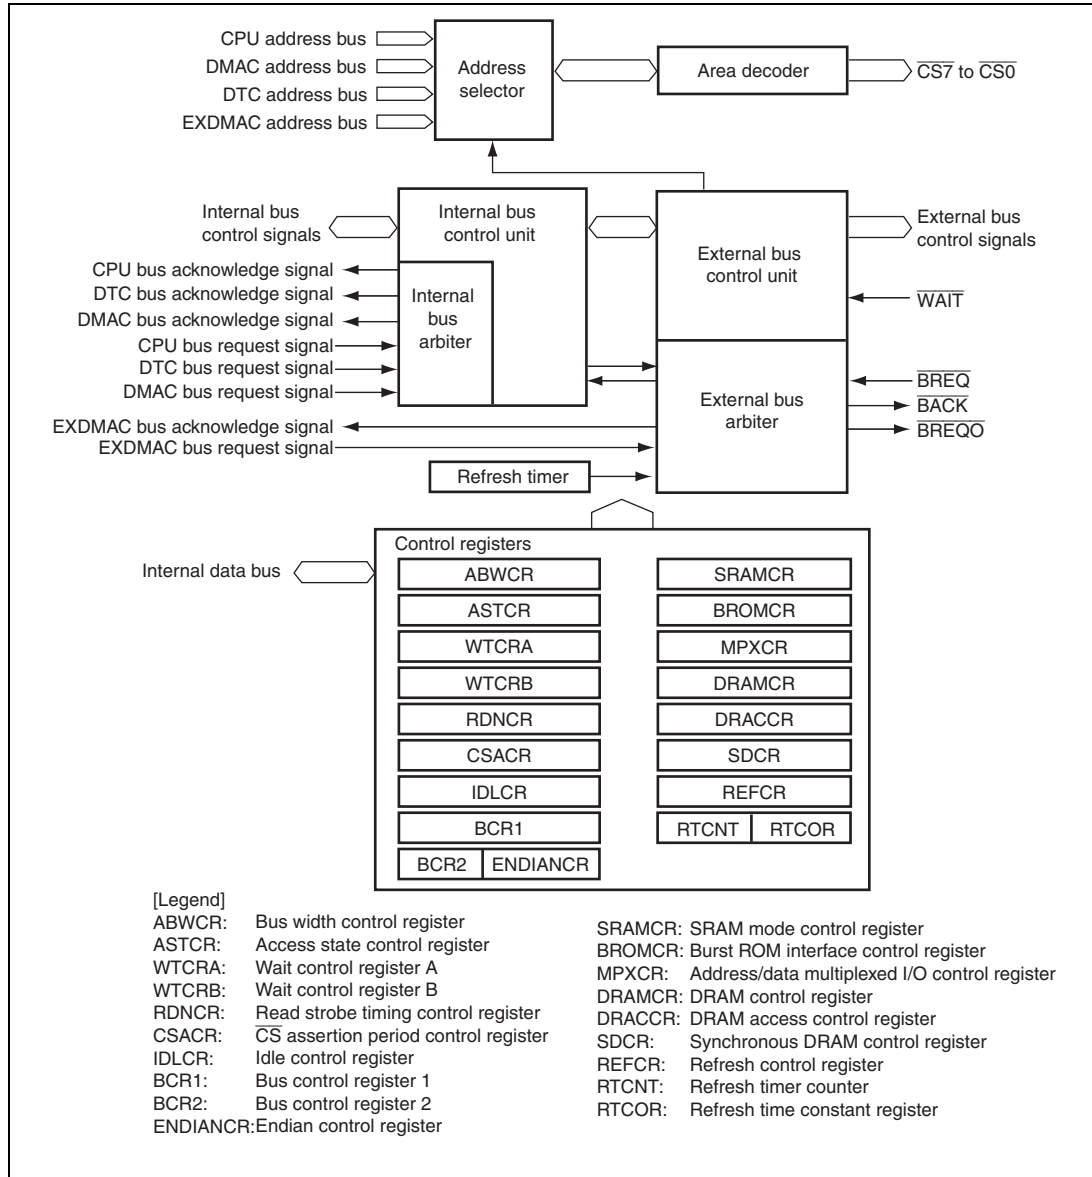 CPU address bus
DMAC address bus
DTC address bus
EXDMAC address bus
Address
selector
Area decoder
CS7 to CS0
Internal bus
control signals
Internal bus
control unit
External bus
control unit
External bus
control signals
CPU bus acknowledge signal
DTC bus acknowledge signal
DMAC bus acknowledge signal
CPU bus request signal
DTC bus request signal
DMAC bus request signal
Internal
bus
arbiter
WAIT
External bus
arbiter
BREQ
BACK
BREQO
EXDMAC bus acknowledge signal
EXDMAC bus request signal
Refresh timer
Internal data bus
Control registers
ABWCR
ASTCR
WTCRA
WTCRB
RDNCR
CSACR
IDLCR
BCR1
BCR2 ENDIANCR
SRAMCR
BROMCR
MPXCR
DRAMCR
DRACCR
SDCR
REFCR
RTCNT RTCOR
[Legend]
ABWCR: Bus width control register
ASTCR: Access state control register
WTCRA: Wait control register A
WTCRB: Wait control register B
RDNCR: Read strobe timing control register
CSACR: CS assertion period control register
IDLCR: Idle control register
BCR1: Bus control register 1
BCR2: Bus control register 2
ENDIANCR:Endian control register
SRAMCR: SRAM mode control register
BROMCR: Burst ROM interface control register
MPXCR: Address/data multiplexed I/O control register
DRAMCR: DRAM control register
DRACCR: DRAM access control register
SDCR: Synchronous DRAM control register
REFCR: Refresh control register
RTCNT: Refresh timer counter
RTCOR: Refresh time constant register